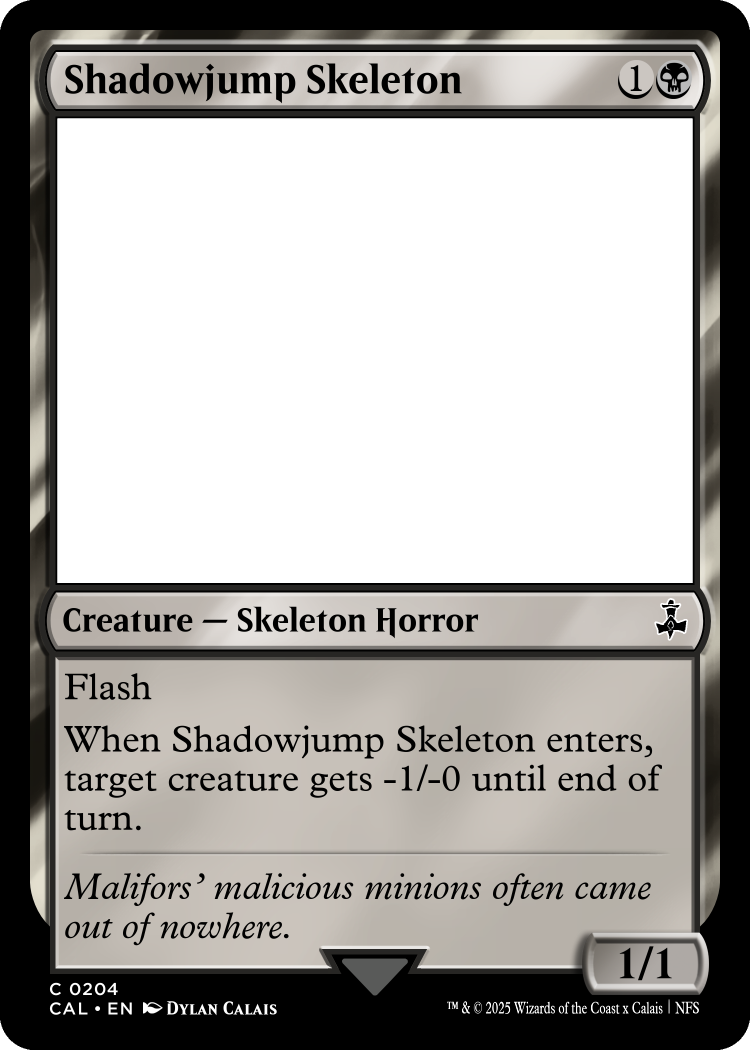 Shadowjump Skeleton 1
Creature — Skeleton Horror
Flash
When Shadowjump Skeleton enters,
target creature gets -1/-0 until end of
turn.
Malifors’ malicious minions often came
out of nowhere.
1/1
C 0204
CAL • EN DYLAN CALAIS
™ & © 2025 Wizards of the Coast x Calais | NFS